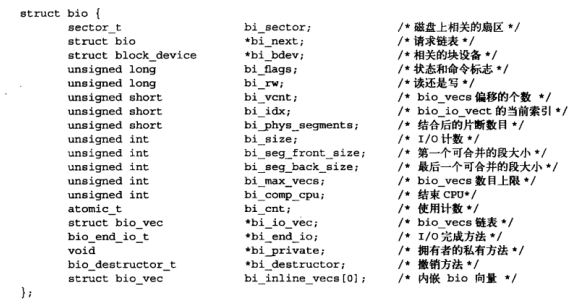 struct bio {
sector_t bi_sector; /* 磁盘上相关的扇区 */
struct bio *bi_next; /* 请求链表 */
struct block_device *bi_bdev; /* 相关的块设备 */
unsigned long bi_flags; /* 状态和命令标志 */
unsigned long bi_rw; /* 读还是写 */
unsigned short bi_vcnt; /* bio_vecs 偏移的个数 */
unsigned short bi_idx; /* bio_io_vect 的当前索引 */
unsigned short bi_phys_segments; /* 结合后的片断数目 */
unsigned int bi_size; /* I/O 计数 */
unsigned int bi_seg_front_size; /* 第一个可合并的段大小 */
unsigned int bi_seg_back_size; /* 最后一个可合并的段大小 */
unsigned int bi_max_vecs; /* bio_vecs 数目上限 */
unsigned int bi_comp_cpu; /* 结束 CPU*/
atomic_t bi_cnt; /* 使用计数 */
struct bio_vec *bi_io_vec; /* bio_vecs 链表 */
bio_end_io_t *bi_end_io; /* I/O 完成方法 */
void *bi_private; /* 拥有者的私有方法 */
bio_destructor_t *bi_destructor; /* 撤销方法 */
struct bio_vec bi_inline_vecs[0]; /* 内嵌 bio 向量 */
};